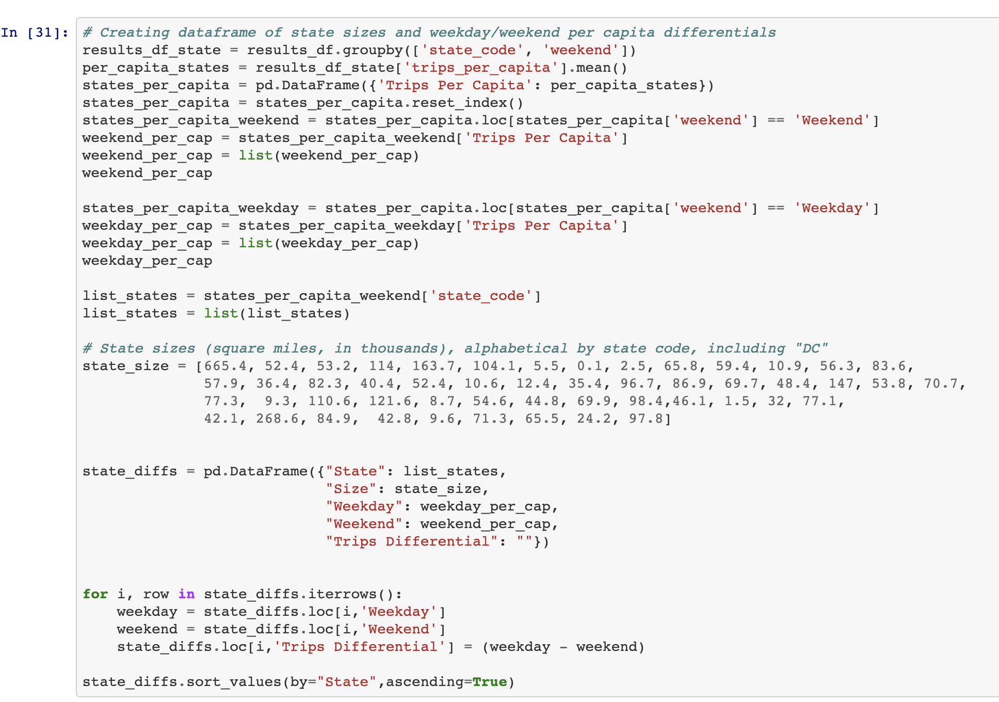 In [31]: # Creating dataframe of state sizes and weekday/weekend per capita differentials
results_df_state = results_df.groupby(['state_code', 'weekend'])
per_capita_states = results_df_state['trips_per_capita'].mean()
states_per_capita = pd.DataFrame({'Trips Per Capita': per_capita_states})
states_per_capita = states_per_capita.reset_index()
states_per_capita_weekend = states_per_capita.loc[states_per_capita['weekend'] == 'Weekend']
weekend_per_cap = states_per_capita_weekend['Trips Per Capita']
weekend_per_cap = list(weekend_per_cap)
weekend_per_cap

states_per_capita_weekday = states_per_capita.loc[states_per_capita['weekend'] == 'Weekday']
weekday_per_cap = states_per_capita_weekday['Trips Per Capita']
weekday_per_cap = list(weekday_per_cap)
weekday_per_cap

list_states = states_per_capita_weekend['state_code']
list_states = list(list_states)

# State sizes (square miles, in thousands), alphabetical by state code, including "DC"
state_size = [665.4, 52.4, 53.2, 114, 163.7, 104.1, 5.5, 0.1, 2.5, 65.8, 59.4, 10.9, 56.3, 83.6,
              57.9, 36.4, 82.3, 40.4, 52.4, 10.6, 12.4, 35.4, 96.7, 86.9, 69.7, 48.4, 147, 53.8, 70.7,
              77.3,  9.3, 110.6, 121.6, 8.7, 54.6, 44.8, 69.9, 98.4,46.1, 1.5, 32, 77.1,
              42.1, 268.6, 84.9,  42.8, 9.6, 71.3, 65.5, 24.2, 97.8]


state_diffs = pd.DataFrame({"State": list_states,
                            "Size": state_size,
                            "Weekday": weekday_per_cap,
                            "Weekend": weekend_per_cap,
                            "Trips Differential": ""})


for i, row in state_diffs.iterrows():
    weekday = state_diffs.loc[i,'Weekday']
    weekend = state_diffs.loc[i,'Weekend']
    state_diffs.loc[i,'Trips Differential'] = (weekday - weekend)

state_diffs.sort_values(by="State",ascending=True)